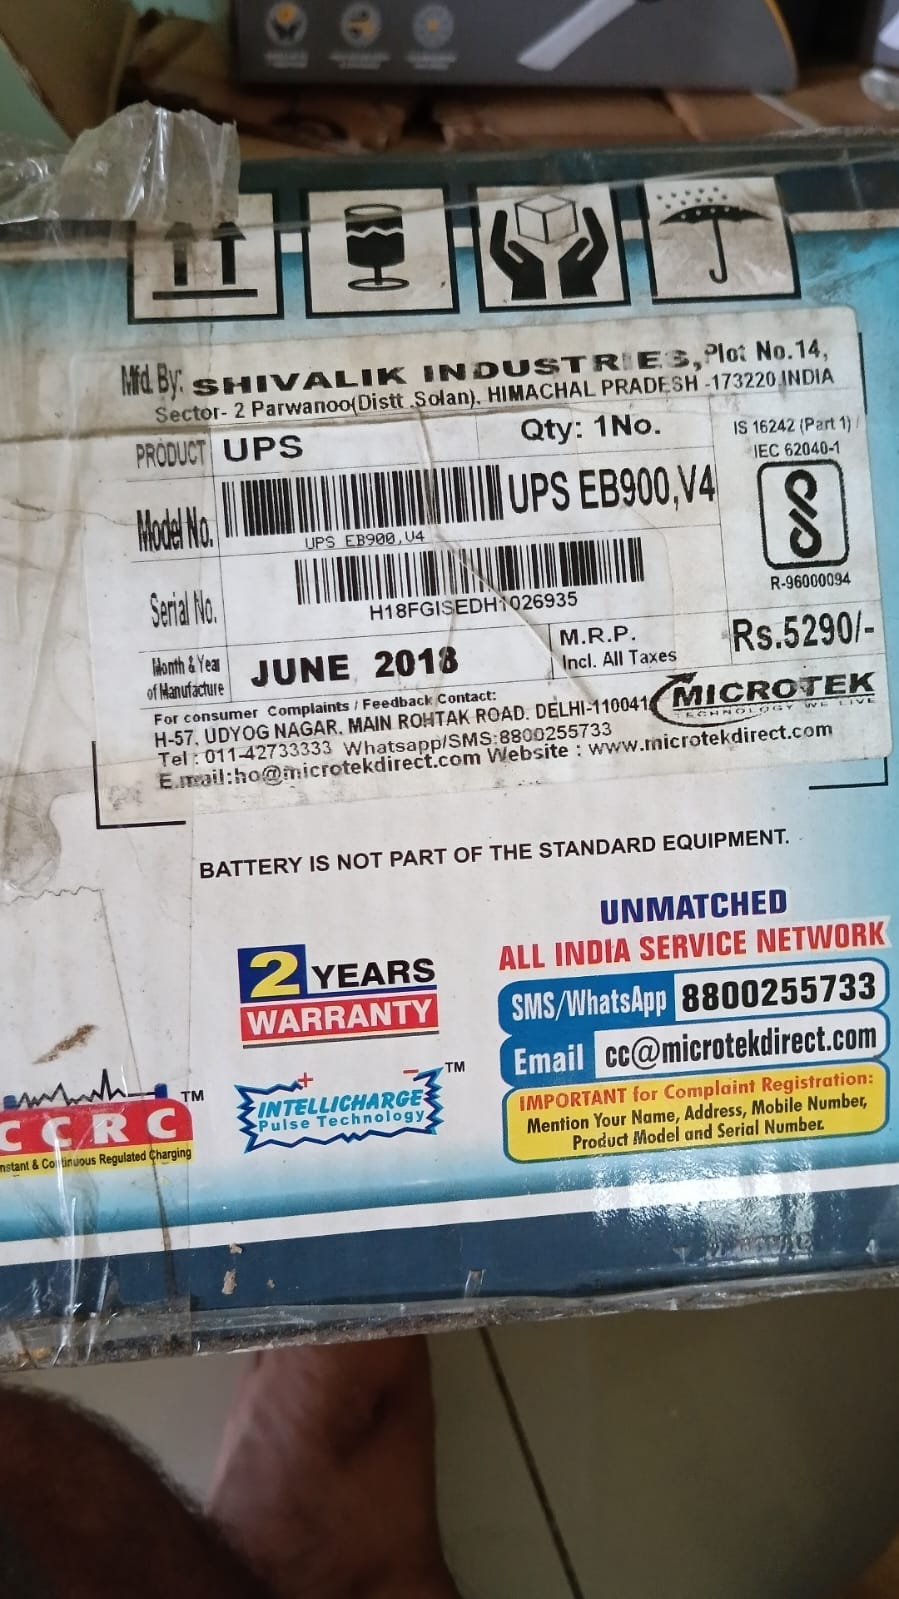 Mfd. By: SHIVALIK INDUSTRIES, Plot No.14,
Sector- 2 Parwanoo(Distt .Solan). HIMACHAL PRADESH -173220.INDIA
PRODUCT UPS Qty: 1No.
IS 16242 (Part 1) /
IEC 62040-1
Model No. UPS EB900,V4
UPS EB900,V4
R-96000094
Serial No.
H18FGISEDH1026935
Month & Year
of Manufacture
JUNE 2018
M.R.P.
Incl. All Taxes
Rs.5290/-
For consumer Complaints / Feedback Contact:
H-57, UDYOG NAGAR, MAIN ROHTAK ROAD. DELHI-110041
Tel : 011-42733333 Whatsapp/SMS:8800255733
E.mail:ho@microtekdirect.com Website : www.microtekdirect.com
MICROTEK
TECHNOLOGY WE LIVE
BATTERY IS NOT PART OF THE STANDARD EQUIPMENT.
2 YEARS
WARRANTY
INTELLICHARGE TM
Pulse Technology
CCRC TM
nstant & Continuous Regulated Charging
UNMATCHED
ALL INDIA SERVICE NETWORK
SMS/WhatsApp 8800255733
Email cc@microtekdirect.com
IMPORTANT for Complaint Registration:
Mention Your Name, Address, Mobile Number,
Product Model and Serial Number.